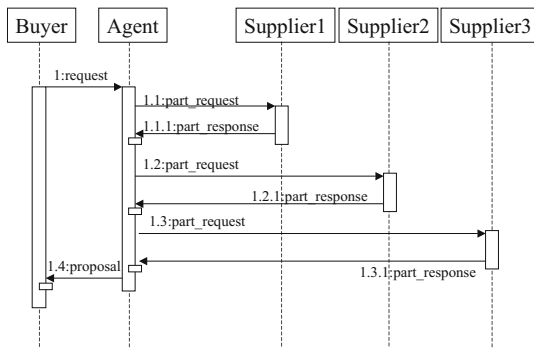 Buyer Agent Supplier1 Supplier2 Supplier3
1:request
1.1:part_request
1.1.1:part_response
1.2:part_request
1.2.1:part_response
1.3:part_request
1.4:proposal
1.3.1:part_response